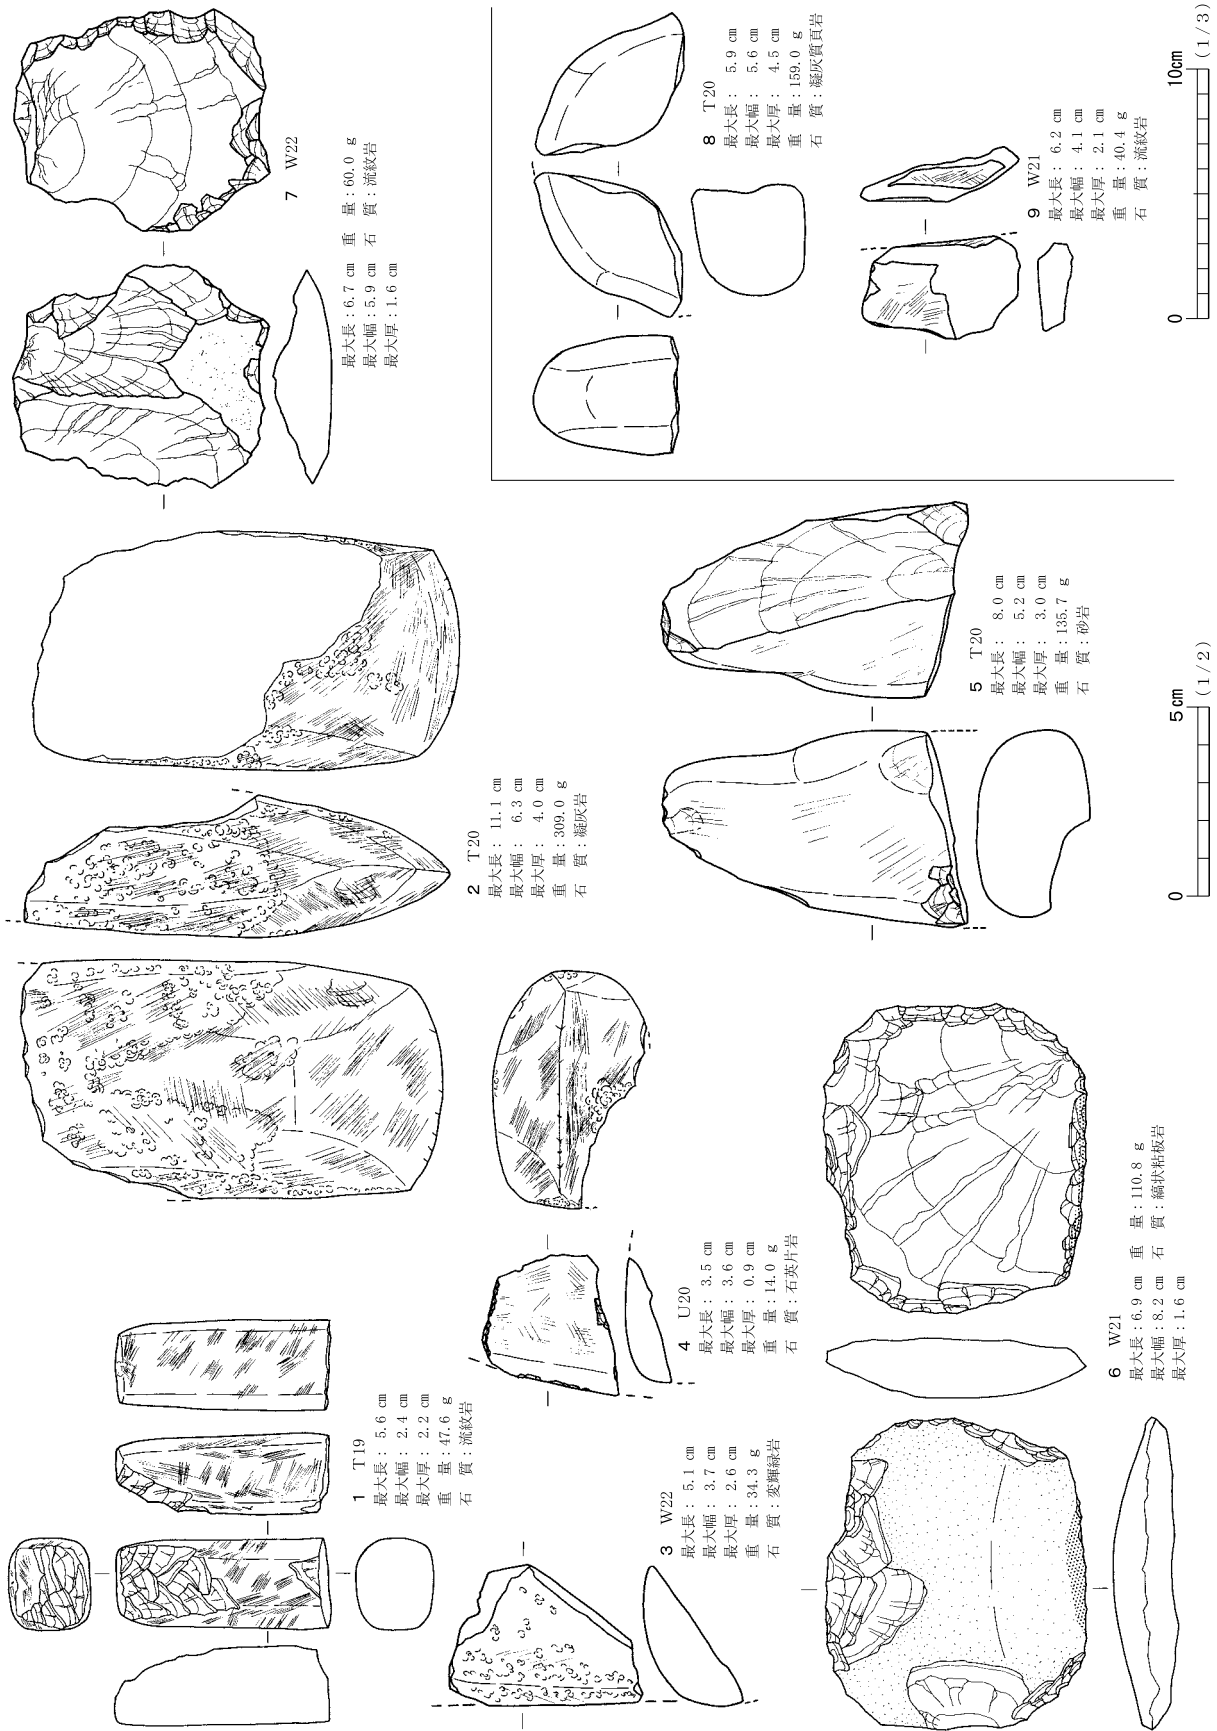 1 T19
最大長: 5.6 cm
最大幅: 2.4 cm
最大厚: 2.2 cm
重　量:47.6 g
石　質:流紋岩
2 T20
最大長: 11.1 cm
最大幅: 6.3 cm
最大厚: 4.0 cm
重　量:309.0 g
石　質:凝灰岩
3 W22
最大長: 5.1 cm
最大幅: 3.7 cm
最大厚: 2.6 cm
重　量:34.3 g
石　質:変輝緑岩
4 U20
最大長: 3.5 cm
最大幅: 3.6 cm
最大厚: 0.9 cm
重　量:14.0 g
石　質:石英片岩
5 T20
最大長: 8.0 cm
最大幅: 5.2 cm
最大厚: 3.0 cm
重　量:135.7 g
石　質:砂岩
6 W21
最大長:6.9 cm 重　量:110.8 g
最大幅:8.2 cm 石　質:縞状粘板岩
最大厚:1.6 cm
7 W22
最大長:6.7 cm 重　量:60.0 g
最大幅:5.9 cm 石　質:流紋岩
最大厚:1.6 cm
8 T20
最大長: 5.9 cm
最大幅: 5.6 cm
最大厚: 4.5 cm
重　量:159.0 g
石　質:凝灰質頁岩
9 W21
最大長: 6.2 cm
最大幅: 4.1 cm
最大厚: 2.1 cm
重　量:40.4 g
石　質:流紋岩
0 5cm
(1/2)
0 10cm
(1/3)